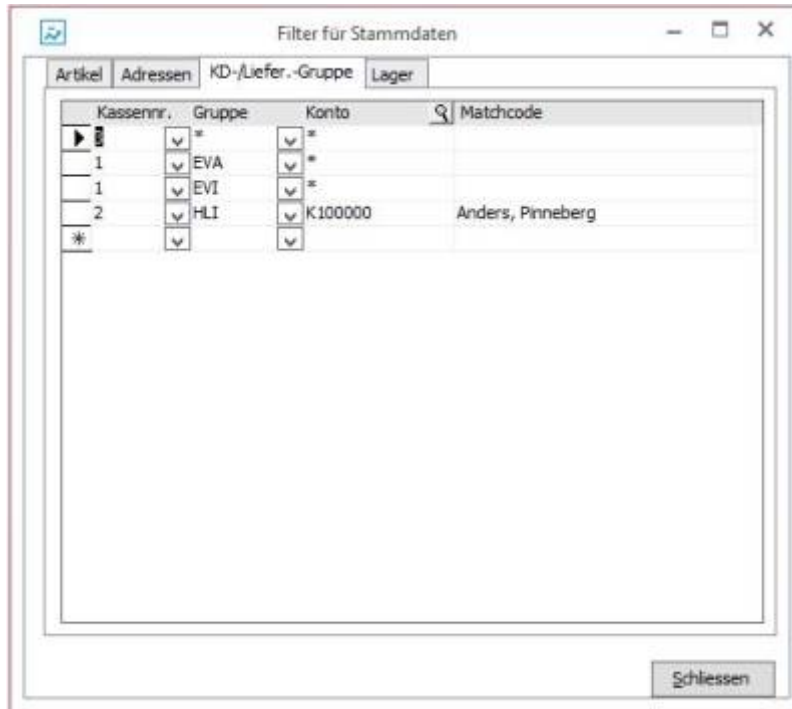 Filter für Stammdaten
Artikel Adressen KD-/Liefer.-Gruppe Lager
Kassennr. Gruppe Konto Matchcode
* *
1 EVA *
1 EVI *
2 HLI K100000 Anders, Pinneberg
*
Schliessen